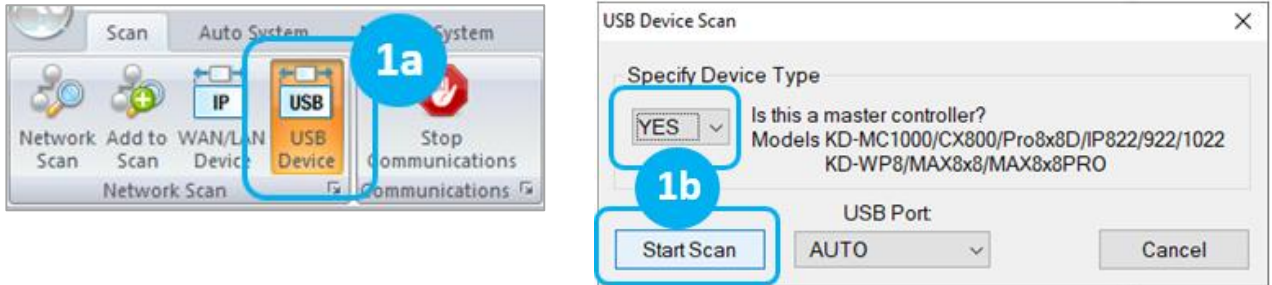 Scan Auto System System
1a
IP USB
Network Scan
Add to Scan
WAN/LAN Device
USB Device
Stop Communications
Network Scan Communications
USB Device Scan
Specify Device Type
YES
Is this a master controller?
Models KD-MC1000/CX800/Pro8x8D/IP822/922/1022
KD-WP8/MAX8x8/MAX8x8PRO
1b
USB Port:
Start Scan AUTO Cancel